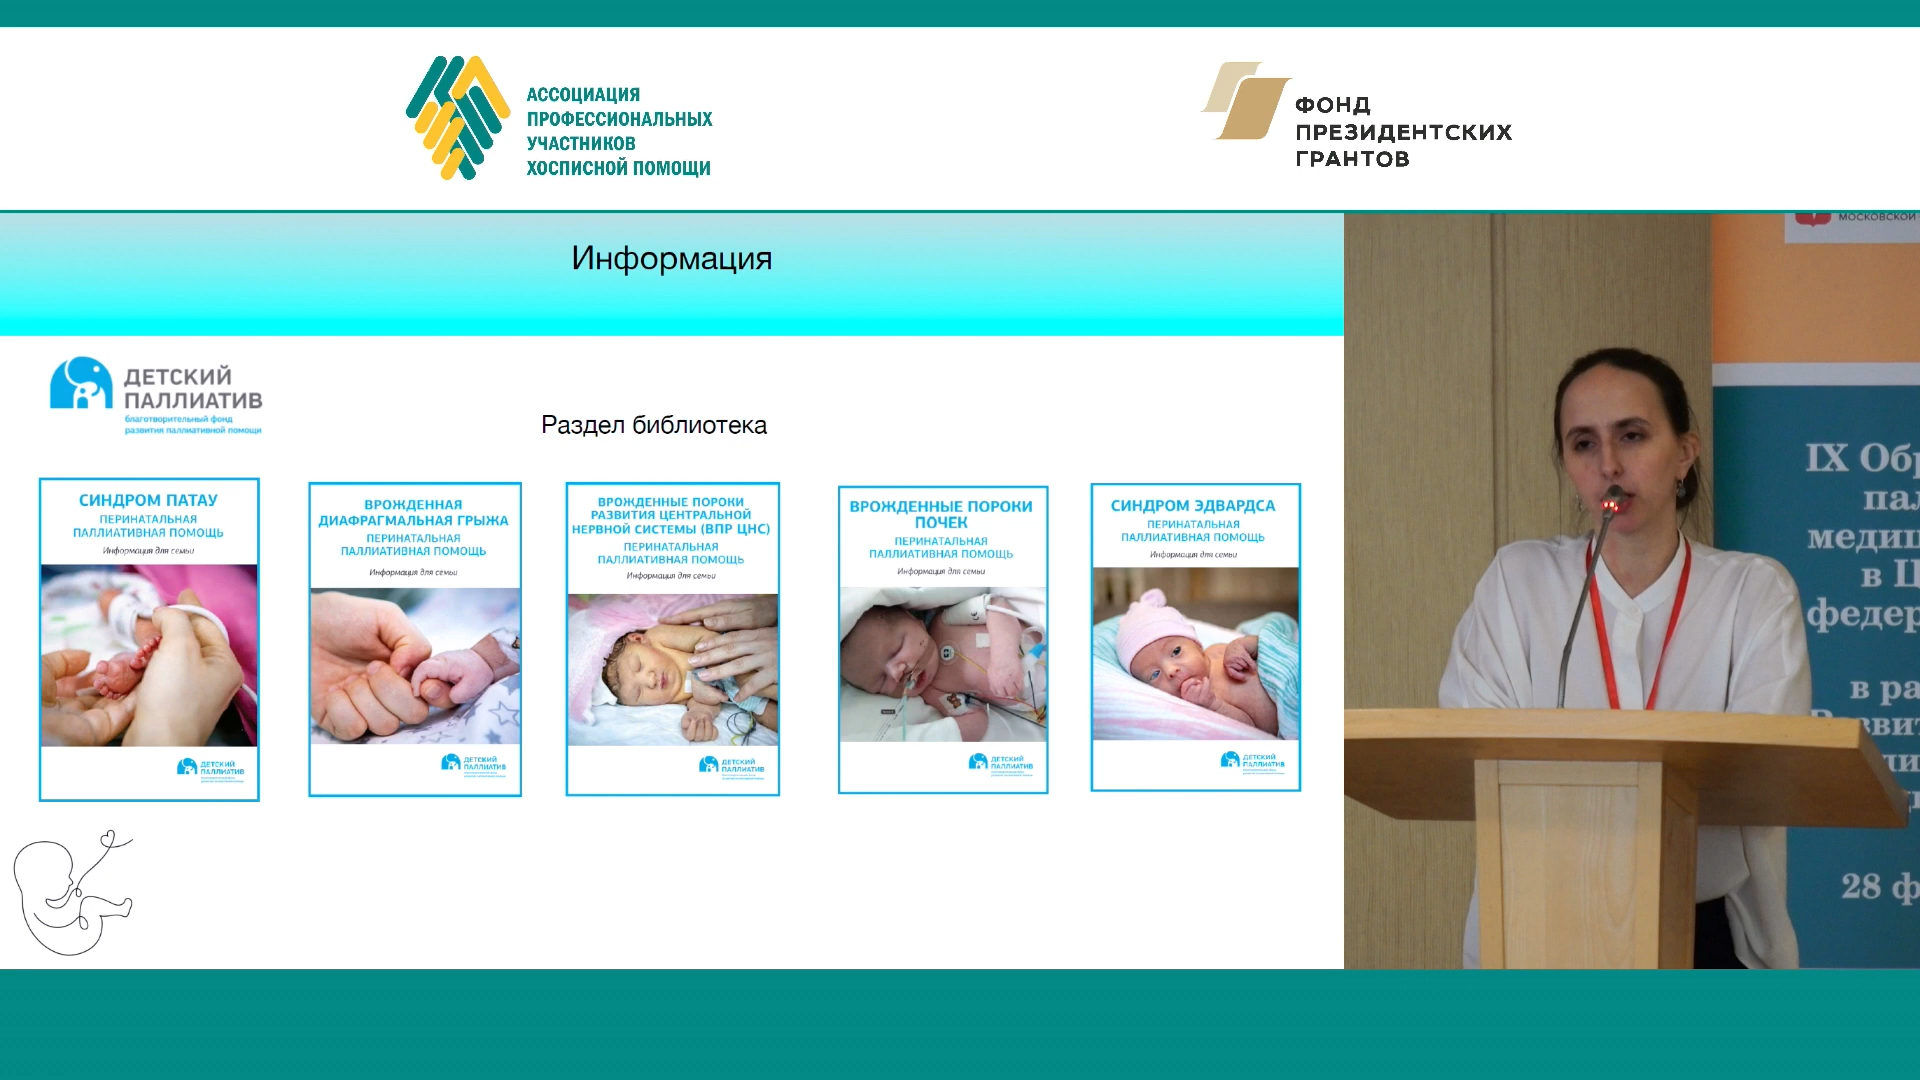 АССОЦИАЦИЯ
ПРОФЕССИОНАЛЬНЫХ
УЧАСТНИКОВ
ХОСПИСНОЙ ПОМОЩИ
ФОНД
ПРЕЗИДЕНТСКИХ
ГРАНТОВ
Информация
ДЕТСКИЙ
ПАЛЛИАТИВ
благотворительный фонд
развития паллиативной помощи
Раздел библиотека
СИНДРОМ ПАТАУ
ПЕРИНАТАЛЬНАЯ
ПАЛЛИАТИВНАЯ ПОМОЩЬ
Информация для семьи
ДЕТСКИЙ
ПАЛЛИАТИВ
ВРОЖДЕННАЯ
ДИАФРАГМАЛЬНАЯ ГРЫЖА
ПЕРИНАТАЛЬНАЯ
ПАЛЛИАТИВНАЯ ПОМОЩЬ
Информация для семьи
ДЕТСКИЙ
ПАЛЛИАТИВ
ВРОЖДЕННЫЕ ПОРОКИ
РАЗВИТИЯ ЦЕНТРАЛЬНОЙ
НЕРВНОЙ СИСТЕМЫ (ВПР ЦНС)
ПЕРИНАТАЛЬНАЯ
ПАЛЛИАТИВНАЯ ПОМОЩЬ
Информация для семьи
ДЕТСКИЙ
ПАЛЛИАТИВ
ВРОЖДЕННЫЕ ПОРОКИ
ПОЧЕК
ПЕРИНАТАЛЬНАЯ
ПАЛЛИАТИВНАЯ ПОМОЩЬ
Информация для семьи
ДЕТСКИЙ
ПАЛЛИАТИВ
СИНДРОМ ЭДВАРДСА
ПЕРИНАТАЛЬНАЯ
ПАЛЛИАТИВНАЯ ПОМОЩЬ
Информация для семьи
ДЕТСКИЙ
ПАЛЛИАТИВ
МОСКОВСКОЙ
IX Обр
пал
медиц
в Ц
федер
в ра
28 ф